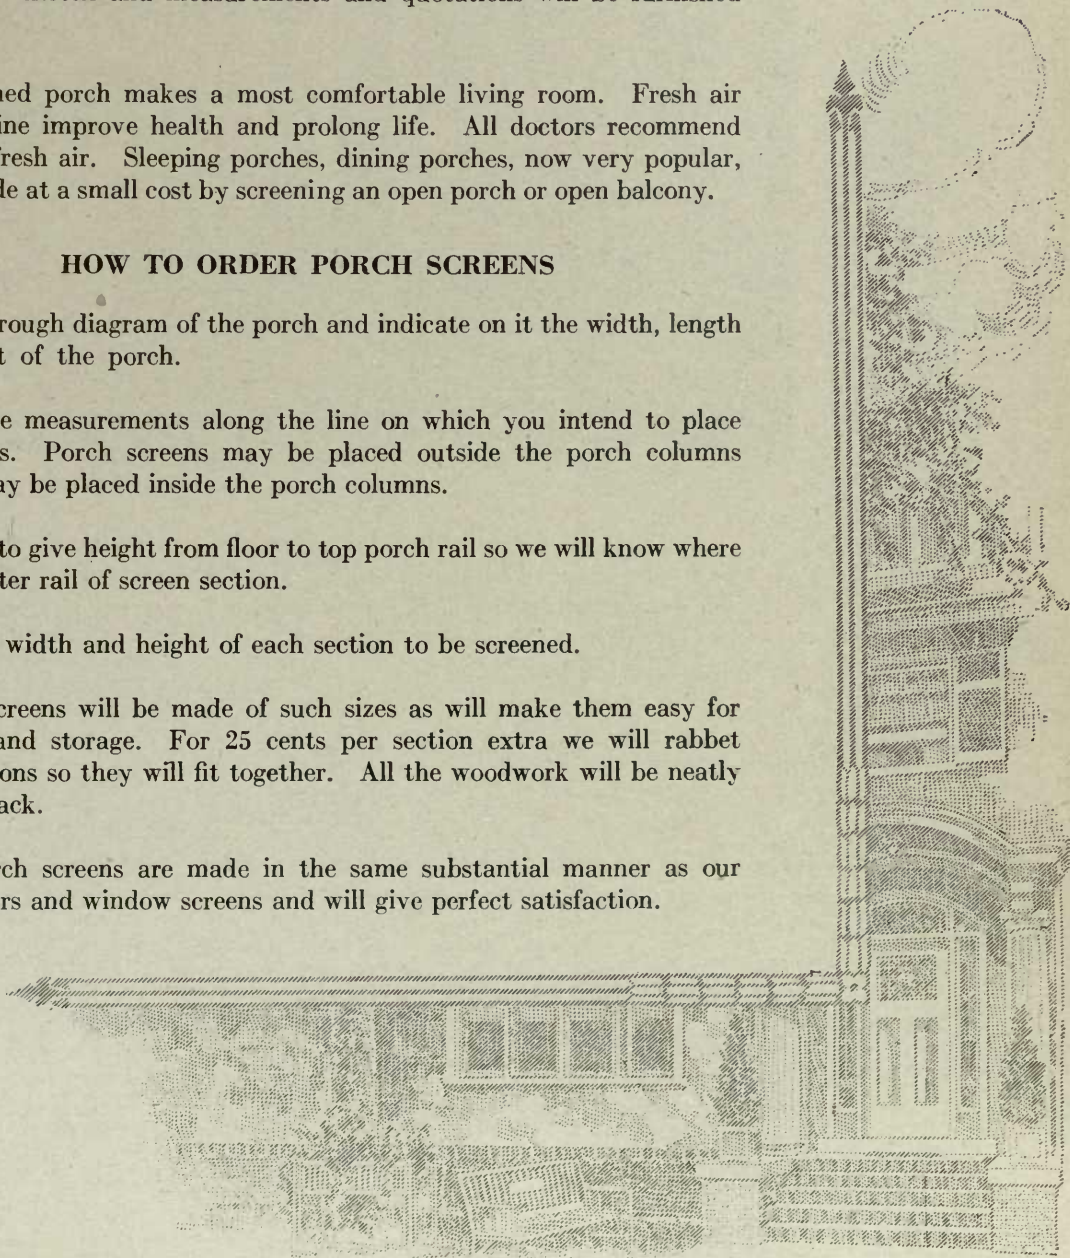 ned porch makes a most comfortable living room. Fresh air
ine improve health and prolong life. All doctors recommend
fresh air. Sleeping porches, dining porches, now very popular,
le at a small cost by screening an open porch or open balcony.
HOW TO ORDER PORCH SCREENS
rough diagram of the porch and indicate on it the width, length
t of the porch.
e measurements along the line on which you intend to place
s. Porch screens may be placed outside the porch columns
ay be placed inside the porch columns.
to give height from floor to top porch rail so we will know where
ter rail of screen section.
width and height of each section to be screened.
creens will be made of such sizes as will make them easy for
and storage. For 25 cents per section extra we will rabbet
ons so they will fit together. All the woodwork will be neatly
ack.
rch screens are made in the same substantial manner as our
rs and window screens and will give perfect satisfaction.